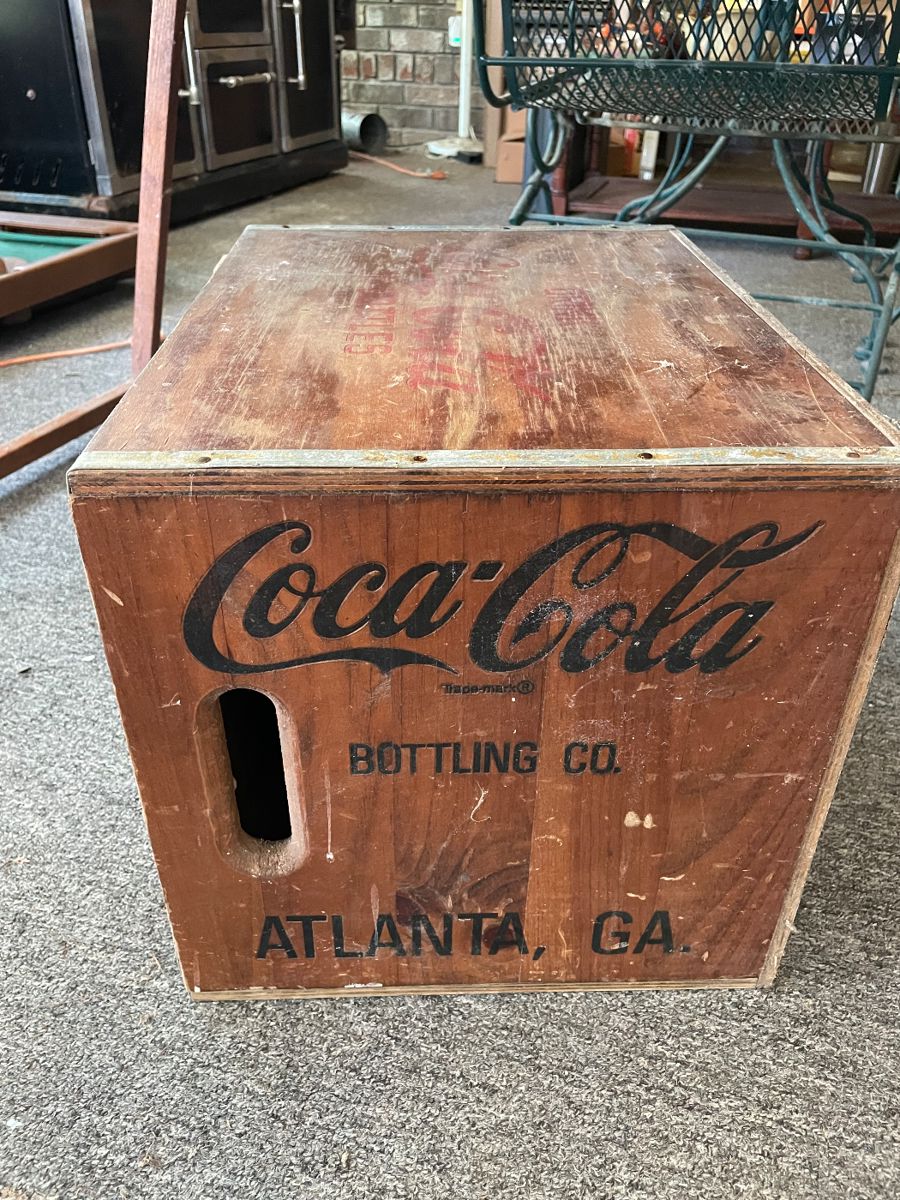 Coca-Cola
Trade-mark®
BOTTLING CO.
ATLANTA, GA.